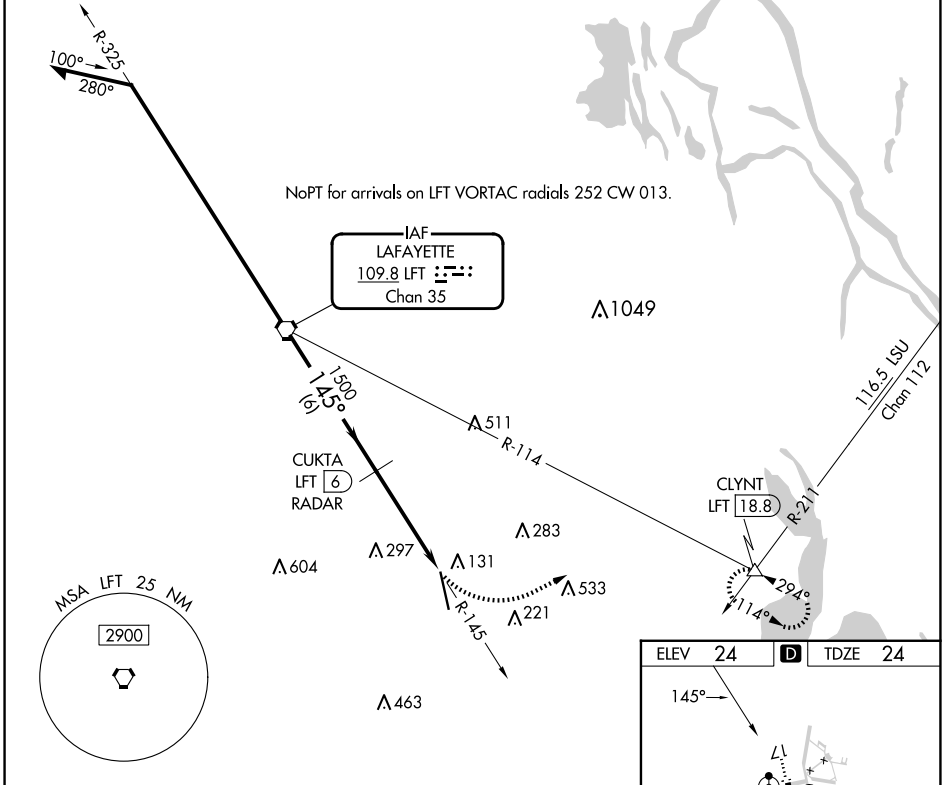 R-325
100°
280°
NoPT for arrivals on LFT VORTAC radials 252 CW 013.
IAF
LAFAYETTE
109.8 LFT
Chan 35
1049
116.5 LSU
Chan 112
1500
145°
(6)
511
R-114
CUKTA
LFT 6
RADAR
CLYNT
LFT 18.8
R-211
283
297
131
604
533
294°
114°
221
R-145
MSA LFT 25 NM
2900
463
ELEV 24 D TDZE 24
145°
17